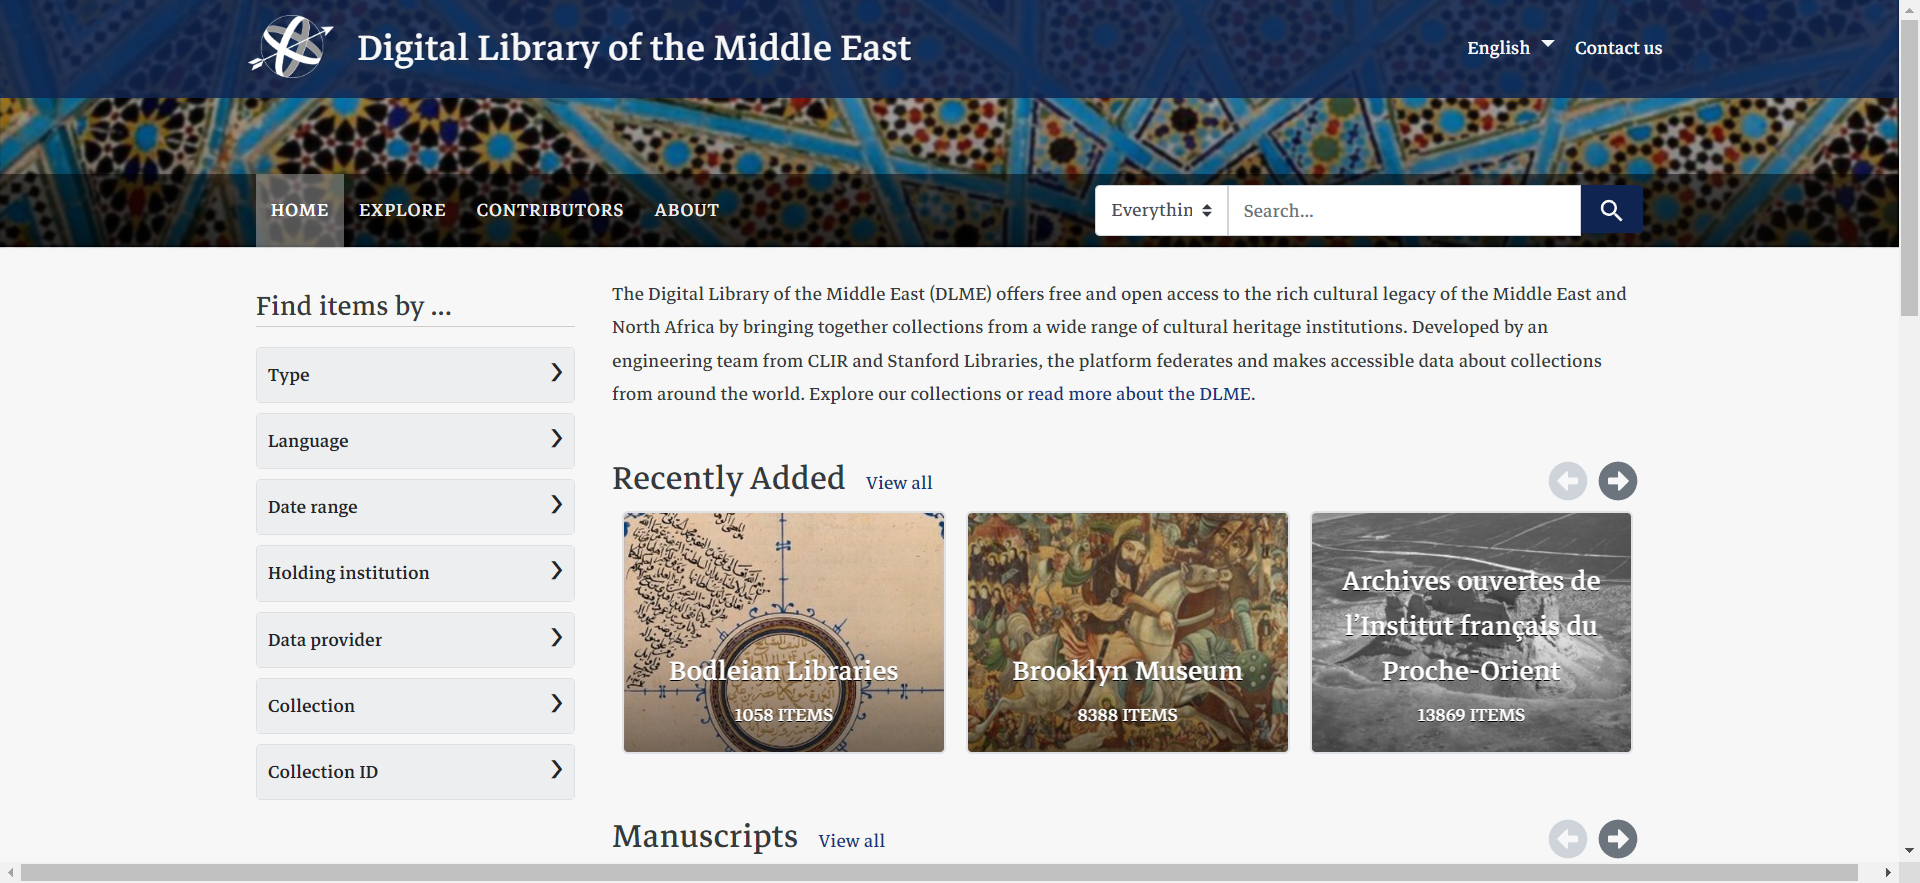 Digital Library of the Middle East
English
Contact us
HOME
EXPLORE
CONTRIBUTORS
ABOUT
Everythin
Search...
Find items by ...
Type
Language
Date range
Holding institution
Data provider
Collection
Collection ID
The Digital Library of the Middle East (DLME) offers free and open access to the rich cultural legacy of the Middle East and
North Africa by bringing together collections from a wide range of cultural heritage institutions. Developed by an
engineering team from CLIR and Stanford Libraries, the platform federates and makes accessible data about collections
from around the world. Explore our collections or read more about the DLME.
Recently Added
View all
Bodleian Libraries
1058 ITEMS
Brooklyn Museum
8388 ITEMS
Archives ouvertes de
l’Institut français du
Proche-Orient
13869 ITEMS
Manuscripts
View all